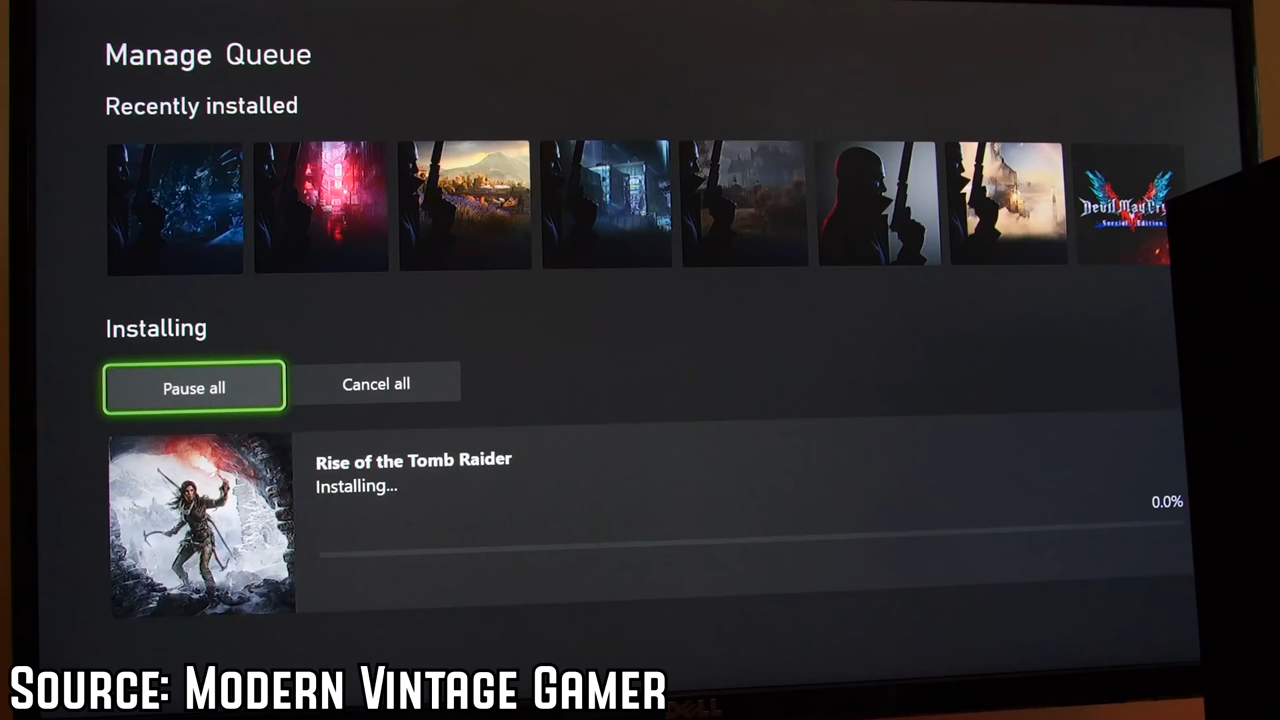 Manage Queue
Recently installed
Devil May Cry
Special Edition
Installing
Pause all
Cancel all
Rise of the Tomb Raider
Installing...
0.0%
Source: Modern Vintage Gamer
DELL